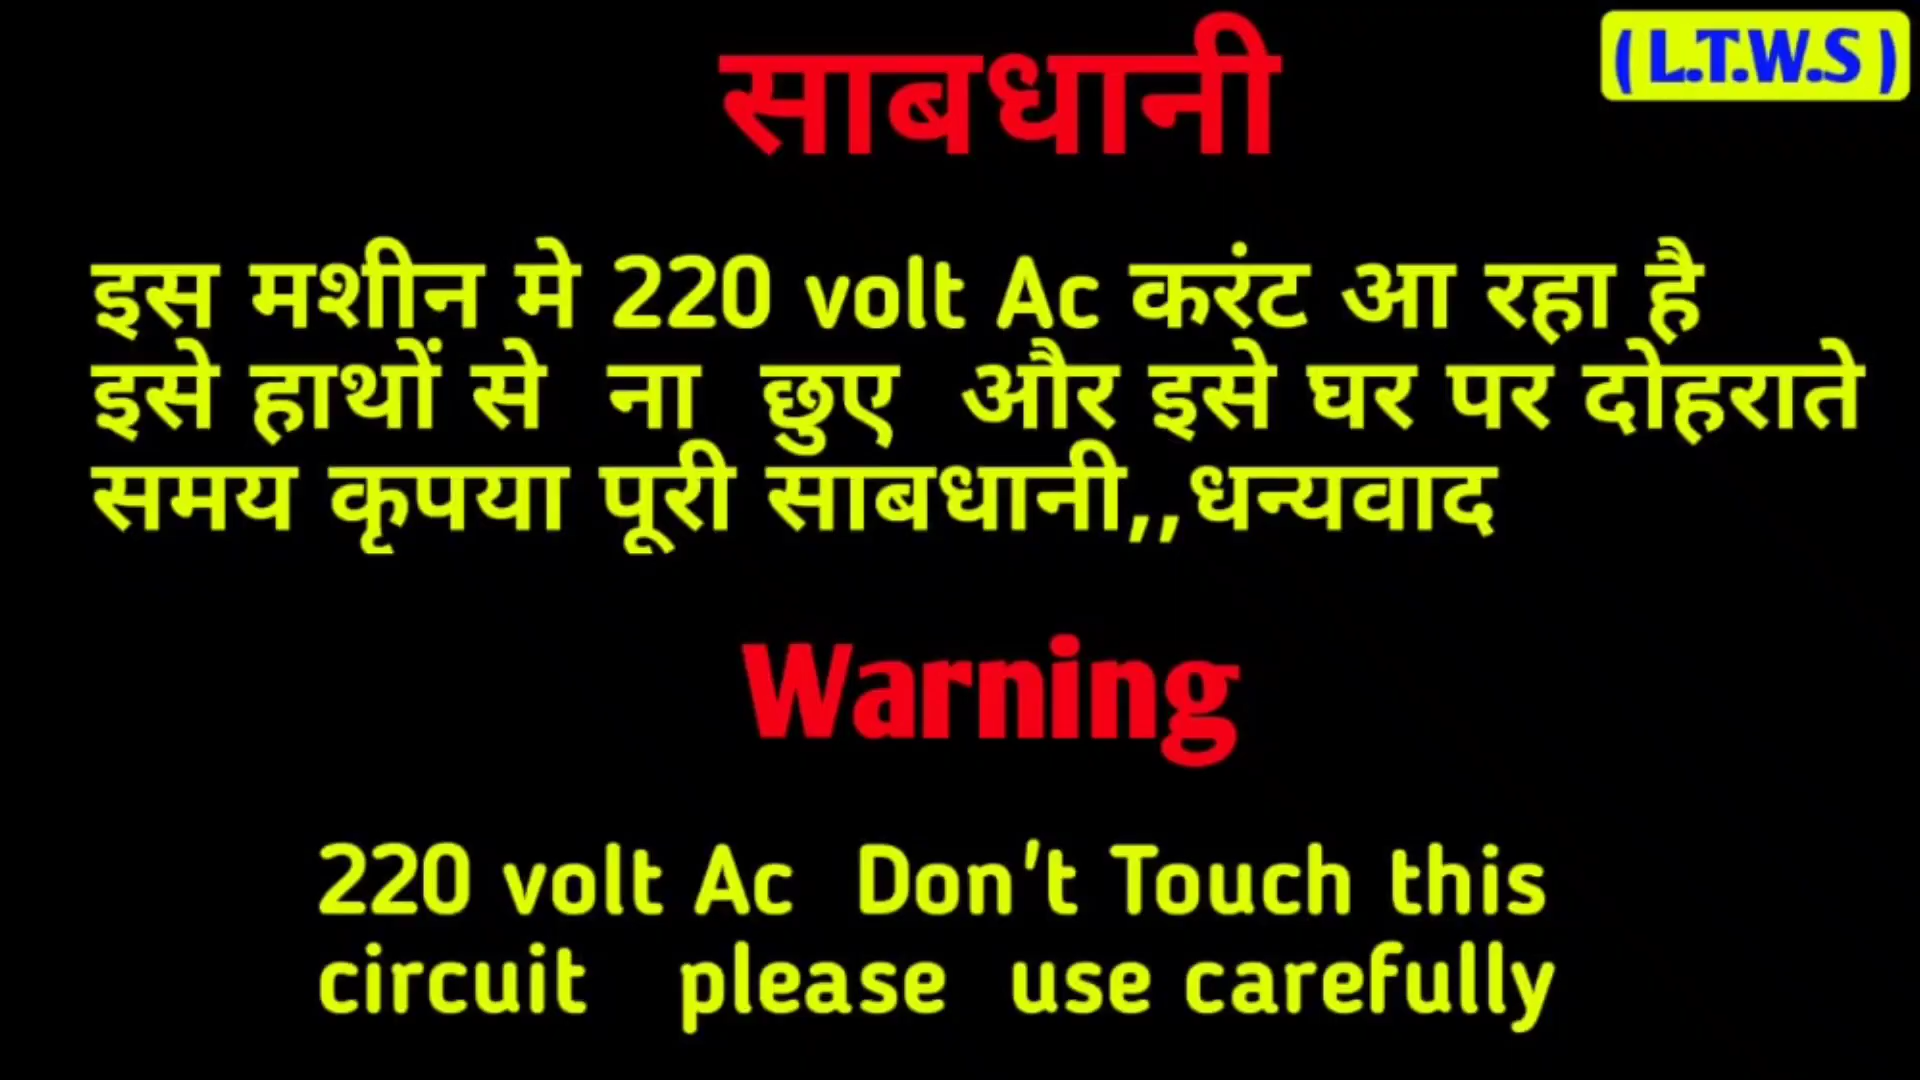 साबधानी
( L.T.W.S )
इस मशीन मे 220 volt Ac करंट आ रहा है
इसे हाथों से ना छुए और इसे घर पर दोहराते
समय कृपया पूरी साबधानी,,धन्यवाद
Warning
220 volt Ac Don't Touch this
circuit please use carefully